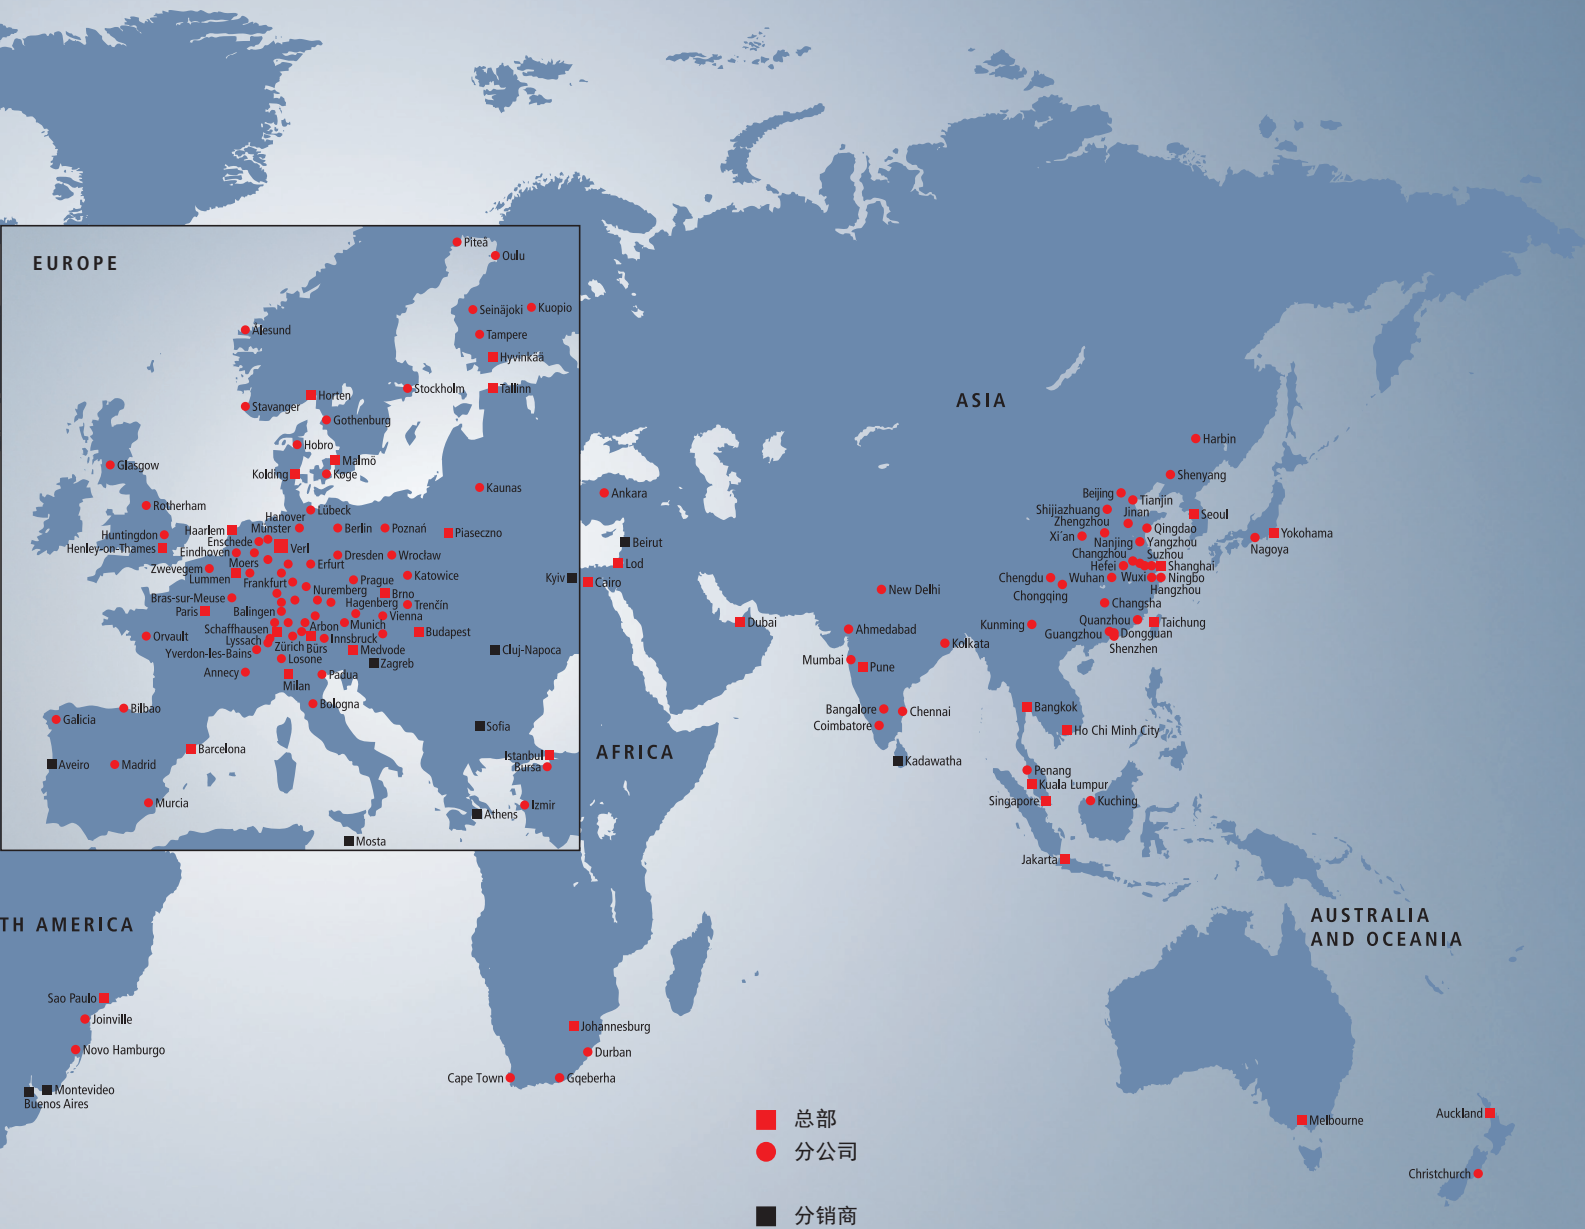 EUROPE
Piteå
Oulu
Seinäjoki
Kuopio
Tampere
Hyvinkää
Ålesund
Stavanger
Horten
Stockholm
Tallinn
Gothenburg
Hobro
Malmö
Kolding
Køge
Glasgow
Kaunas
Rotherham
Lübeck
Hanover
Huntingdon
Haarlem
Münster
Berlin
Poznań
Piaseczno
Henley-on-Thames
Enschede
Verl
Eindhoven
Moers
Dresden
Wroclaw
Zwevegem
Erfurt
Lummen
Frankfurt
Prague
Katowice
Kyiv
Bras-sur-Meuse
Nuremberg
Brno
Paris
Balingen
Hagenberg
Trenčín
Vienna
Orvault
Schaffhausen
Arbon
Munich
Budapest
Lyssach
Zürich
Bürs
Innsbruck
Yverdon-les-Bains
Losone
Medvode
Cluj-Napoca
Zagreb
Annecy
Milan
Padua
Bologna
Bilbao
Galicia
Sofia
Barcelona
Istanbul
Aveiro
Madrid
Bursa
Murcia
Izmir
Athens
Mosta
ASIA
Harbin
Shenyang
Beijing
Tianjin
Ankara
Shijiazhuang
Jinan
Seoul
Zhengzhou
Qingdao
Yokohama
Xi´an
Nanjing
Yangzhou
Nagoya
Beirut
Changzhou
Suzhou
Lod
Hefei
Shanghai
Cairo
Chengdu
Wuhan
Wuxi
Ningbo
New Delhi
Chongqing
Hangzhou
Changsha
Dubai
Ahmedabad
Kunming
Quanzhou
Taichung
Guangzhou
Dongguan
Kolkata
Shenzhen
Mumbai
Pune
Bangalore
Chennai
Bangkok
Coimbatore
Ho Chi Minh City
AFRICA
Kadawatha
Penang
Kuala Lumpur
Singapore
Kuching
Jakarta
TH AMERICA
AUSTRALIA
AND OCEANIA
Sao Paulo
Joinville
Johannesburg
Novo Hamburgo
Durban
Cape Town
Gqeberha
Montevideo
Buenos Aires
Melbourne
Auckland
Christchurch
总部
分公司
分销商